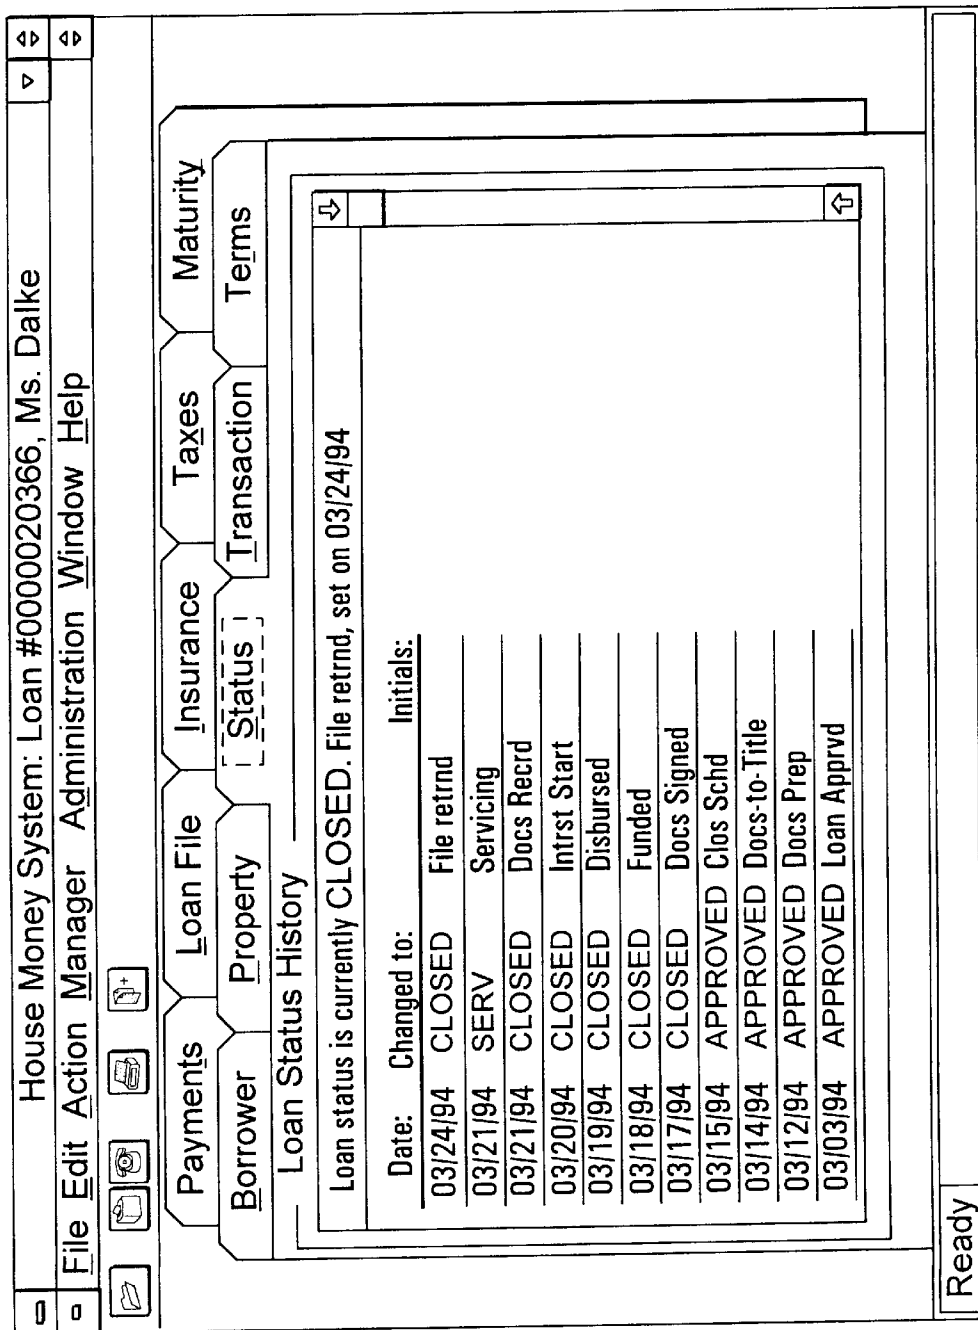 House Money System: Loan #0000020366, Ms. Dalke
File Edit Action Manager Administration Window Help
Payments Loan File Insurance Taxes Maturity
Borrower Property Status Transaction Terms
Loan Status History
Loan status is currently CLOSED. File retrnd, set on 03/24/94
Date: Changed to: Initials:
03/24/94 CLOSED File retrnd
03/21/94 SERV Servicing
03/21/94 CLOSED Docs Recrd
03/20/94 CLOSED Intrst Start
03/19/94 CLOSED Disbursed
03/18/94 CLOSED Funded
03/17/94 CLOSED Docs Signed
03/15/94 APPROVED Clos Schd
03/14/94 APPROVED Docs-to-Title
03/12/94 APPROVED Docs Prep
03/03/94 APPROVED Loan Apprvd
Ready